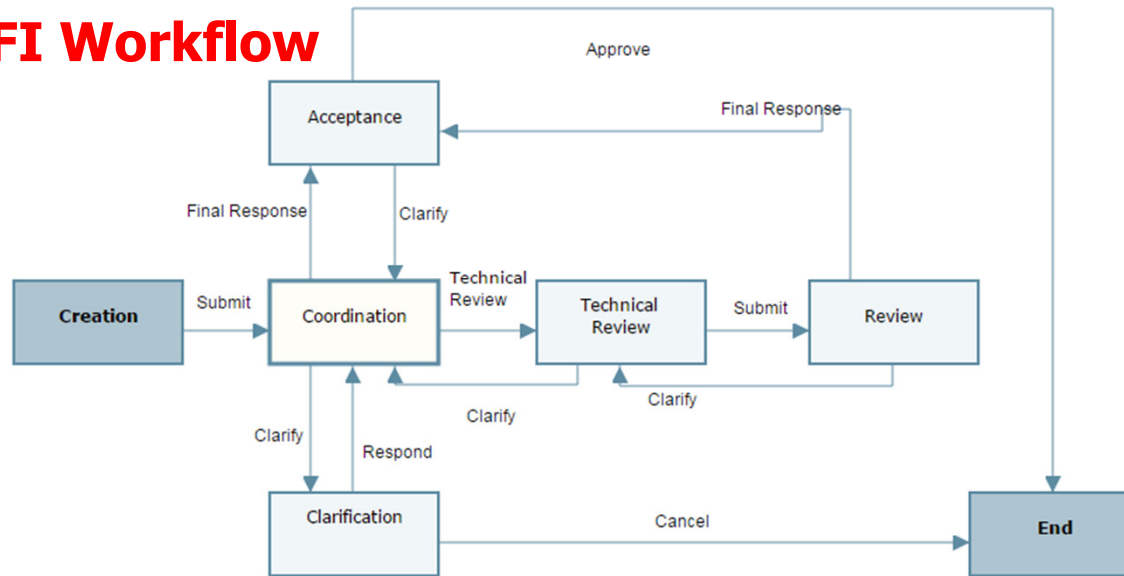 FI Workflow
Approve
Acceptance
Final Response
Final Response
Clarify
Creation
Submit
Coordination
Technical
Review
Technical
Review
Submit
Review
Clarify
Clarify
Clarify
Respond
Clarification
Cancel
End